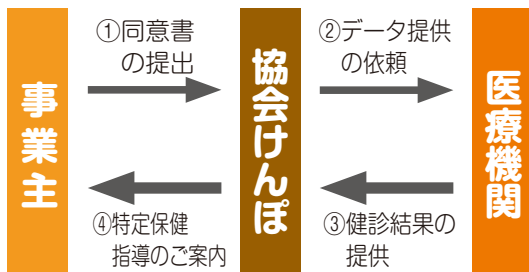 ①同意書
の提出
②データ提供
の依頼
事業主
協会けんぽ
医療機関
④特定保健
指導のご案内
③健診結果の
提供